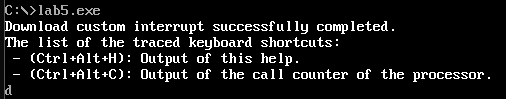 C:\>lab5.exe
Download custom interrupt successfully completed.
The list of the traced keyboard shortcuts:
 - (Ctrl+Alt+H): Output of this help.
 - (Ctrl+Alt+C): Output of the call counter of the processor.
d